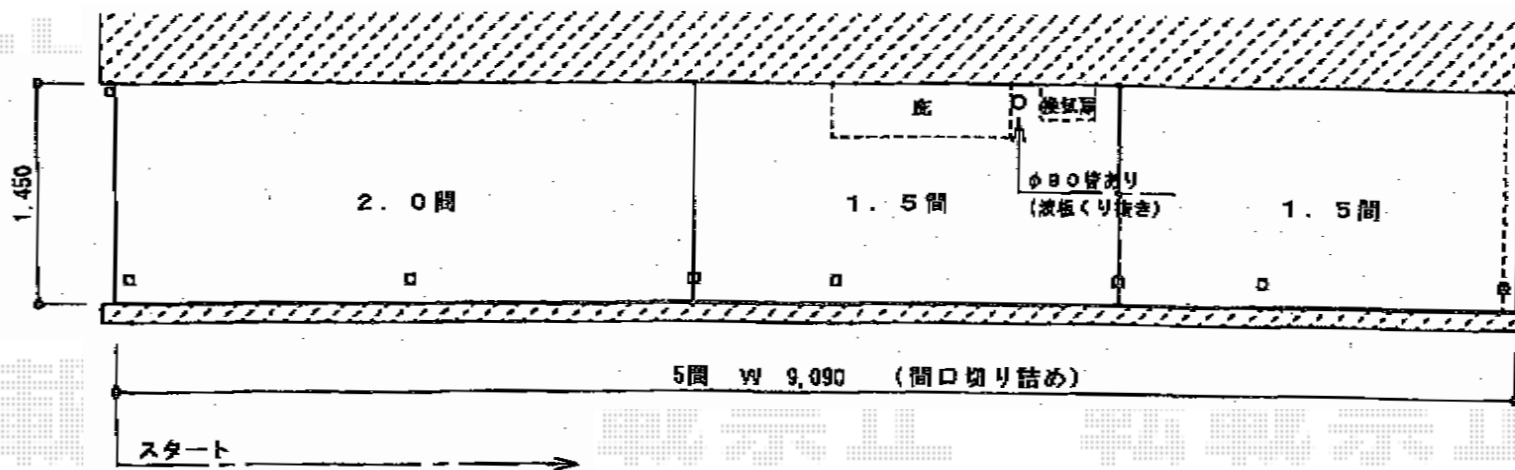 庇
換気扇
1,450
φ80管あり
2.0間
1.5間
(波板くり抜き)
1.5間
5間 W 9,090 (間口切り詰め)
スタート